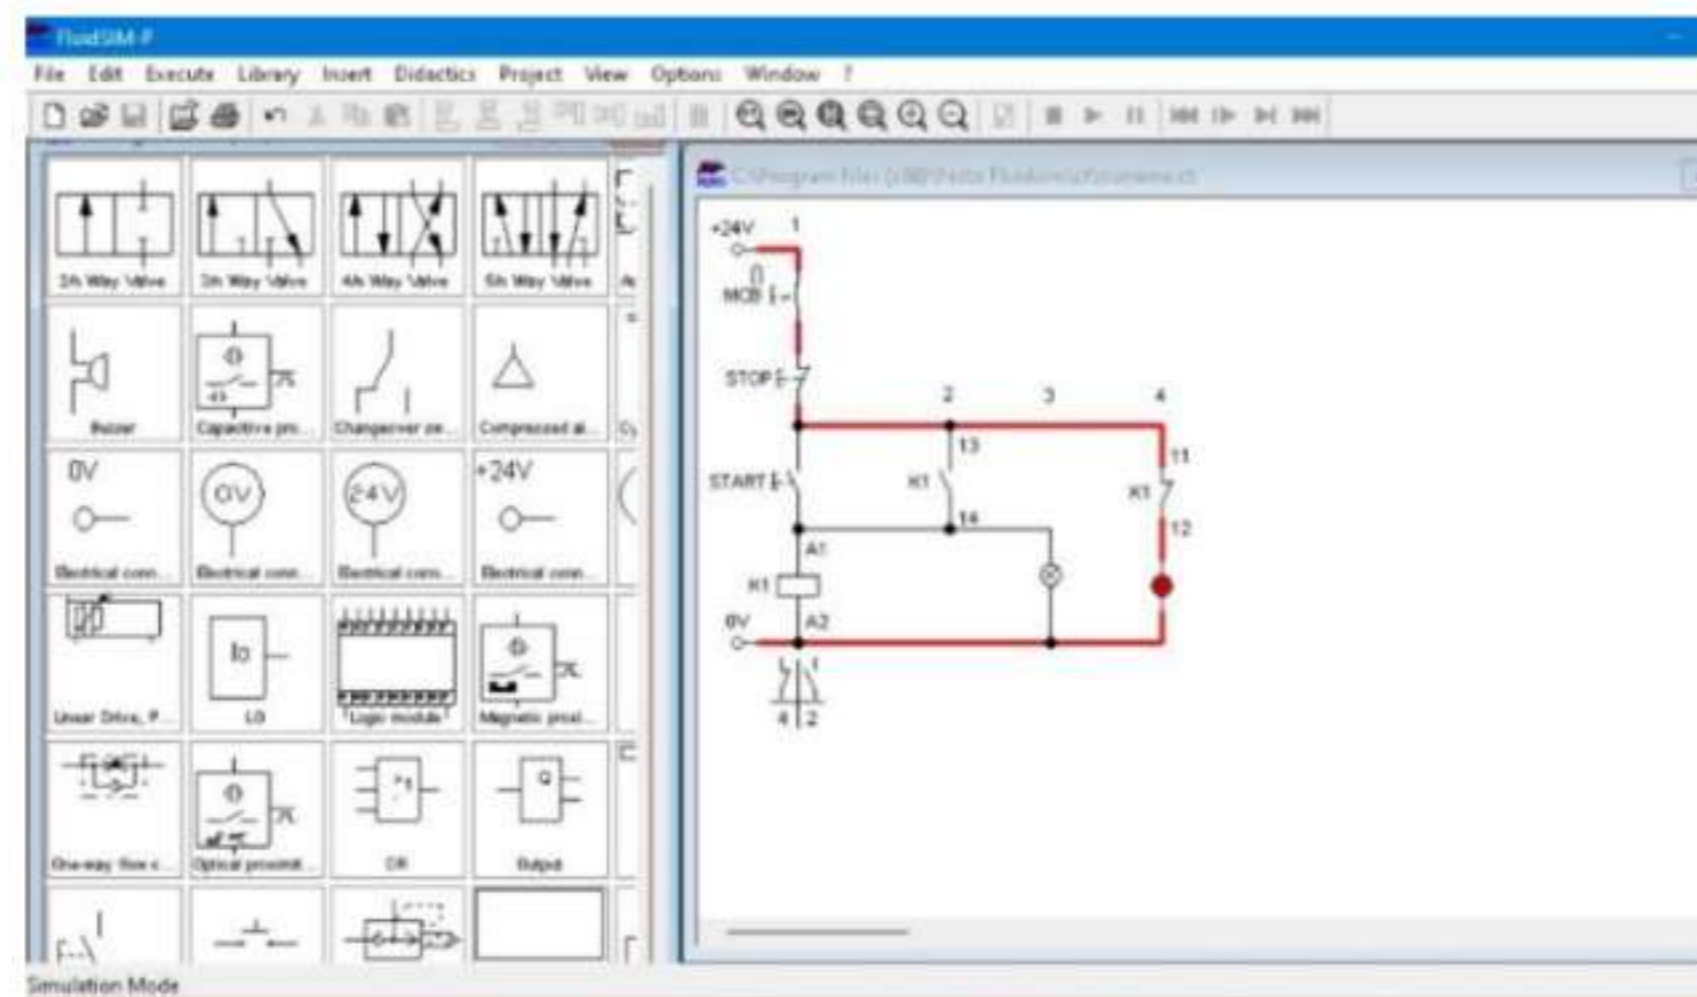 FluidSIM-P
File Edit Execute Library Insert Didactics Project View Options Window ?
2/n Way Valve
3/n Way Valve
4/n Way Valve
5/n Way Valve
Buzzer
Capacitive pro...
Changeover
Compressed ai...
0V
0V
24V
+24V
Electrical conn...
Electrical conn...
Electrical conn...
Electrical conn...
Linear Drive, P...
LO
Logic module
Magnetic proxi...
One-way flow c...
Optical proximit...
OR
Q
Output
+24V 1
MCB
STOP
2 3 4
13 11
START K1 K1
14 12
A1
K1
0V A2
4 2
Simulation Mode